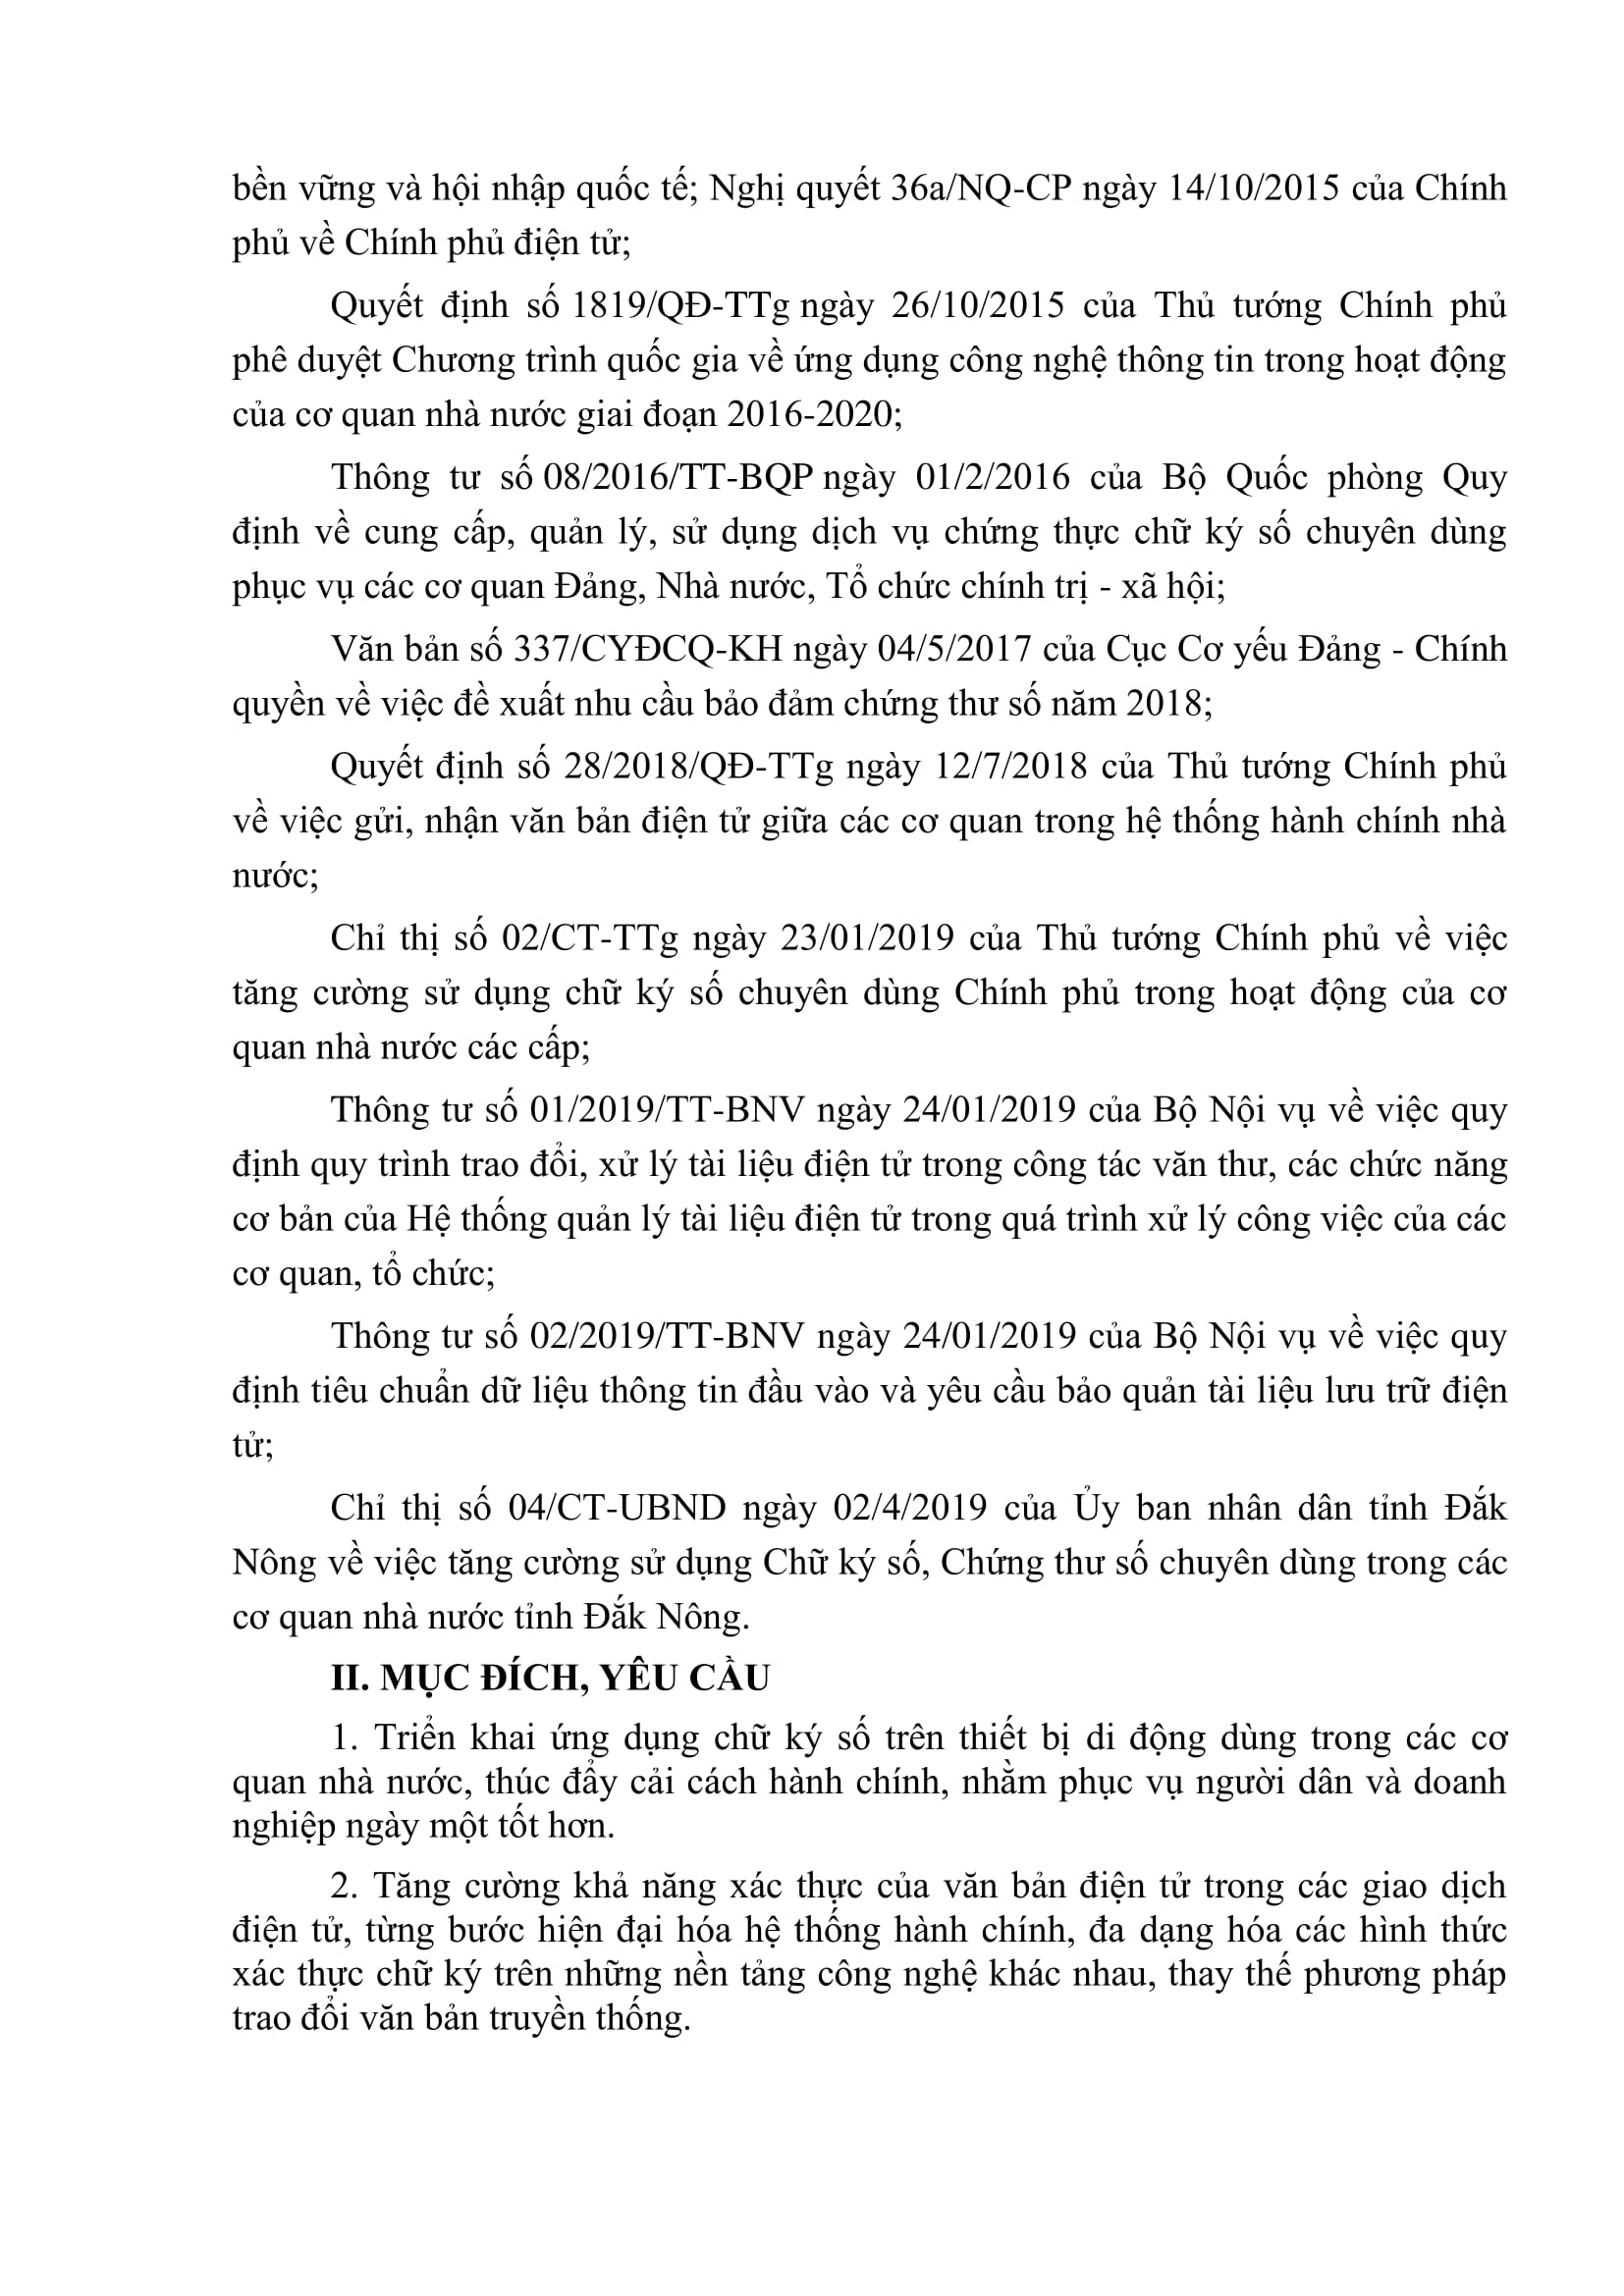 bền vững và hội nhập quốc tế; Nghị quyết 36a/NQ-CP ngày 14/10/2015 của Chính
phủ về Chính phủ điện tử;
Quyết định số 1819/QĐ-TTg ngày 26/10/2015 của Thủ tướng Chính phủ
phê duyệt Chương trình quốc gia về ứng dụng công nghệ thông tin trong hoạt động
của cơ quan nhà nước giai đoạn 2016-2020;
Thông tư số 08/2016/TT-BQP ngày 01/2/2016 của Bộ Quốc phòng Quy
định về cung cấp, quản lý, sử dụng dịch vụ chứng thực chữ ký số chuyên dùng
phục vụ các cơ quan Đảng, Nhà nước, Tổ chức chính trị - xã hội;
Văn bản số 337/CYĐCQ-KH ngày 04/5/2017 của Cục Cơ yếu Đảng - Chính
quyền về việc đề xuất nhu cầu bảo đảm chứng thư số năm 2018;
Quyết định số 28/2018/QĐ-TTg ngày 12/7/2018 của Thủ tướng Chính phủ
về việc gửi, nhận văn bản điện tử giữa các cơ quan trong hệ thống hành chính nhà
nước;
Chỉ thị số 02/CT-TTg ngày 23/01/2019 của Thủ tướng Chính phủ về việc
tăng cường sử dụng chữ ký số chuyên dùng Chính phủ trong hoạt động của cơ
quan nhà nước các cấp;
Thông tư số 01/2019/TT-BNV ngày 24/01/2019 của Bộ Nội vụ về việc quy
định quy trình trao đổi, xử lý tài liệu điện tử trong công tác văn thư, các chức năng
cơ bản của Hệ thống quản lý tài liệu điện tử trong quá trình xử lý công việc của các
cơ quan, tổ chức;
Thông tư số 02/2019/TT-BNV ngày 24/01/2019 của Bộ Nội vụ về việc quy
định tiêu chuẩn dữ liệu thông tin đầu vào và yêu cầu bảo quản tài liệu lưu trữ điện
tử;
Chỉ thị số 04/CT-UBND ngày 02/4/2019 của Ủy ban nhân dân tỉnh Đắk
Nông về việc tăng cường sử dụng Chữ ký số, Chứng thư số chuyên dùng trong các
cơ quan nhà nước tỉnh Đắk Nông.
II. MỤC ĐÍCH, YÊU CẦU
1. Triển khai ứng dụng chữ ký số trên thiết bị di động dùng trong các cơ
quan nhà nước, thúc đẩy cải cách hành chính, nhằm phục vụ người dân và doanh
nghiệp ngày một tốt hơn.
2. Tăng cường khả năng xác thực của văn bản điện tử trong các giao dịch
điện tử, từng bước hiện đại hóa hệ thống hành chính, đa dạng hóa các hình thức
xác thực chữ ký trên những nền tảng công nghệ khác nhau, thay thế phương pháp
trao đổi văn bản truyền thống.